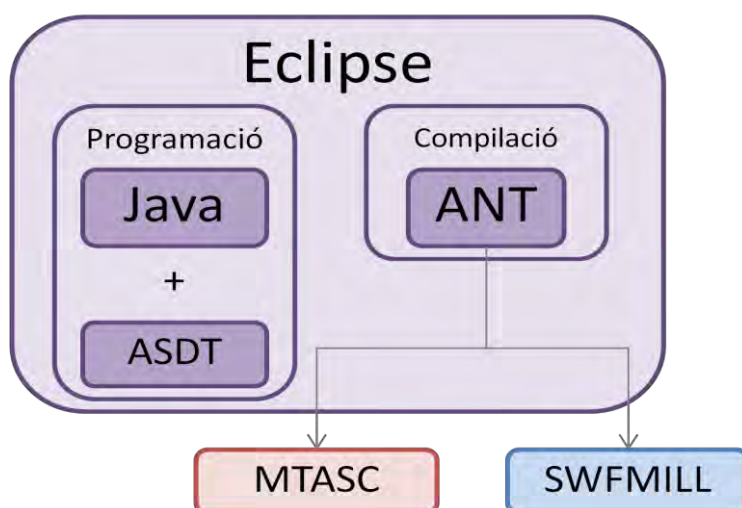 Eclipse
Programació
Java
+
ASDT
Compilació
ANT
MTASC
SWFMILL